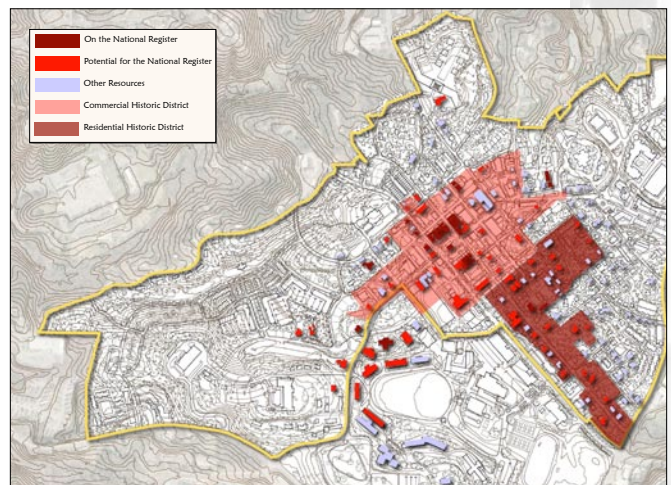 On the National Register
Potential for the National Register
Other Resources
Commercial Historic District
Residential Historic District